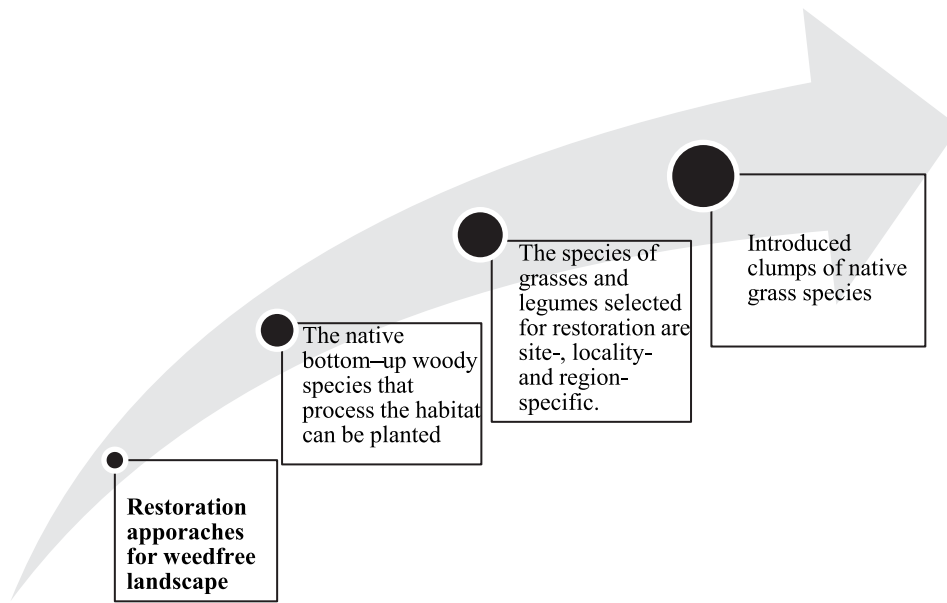 Restoration
apporaches
for weedfree
landscape
The native
bottom–up woody
species that
process the habitat
can be planted
The species of
grasses and
legumes selected
for restoration are
site-, locality-
and region-
specific.
Introduced
clumps of native
grass species